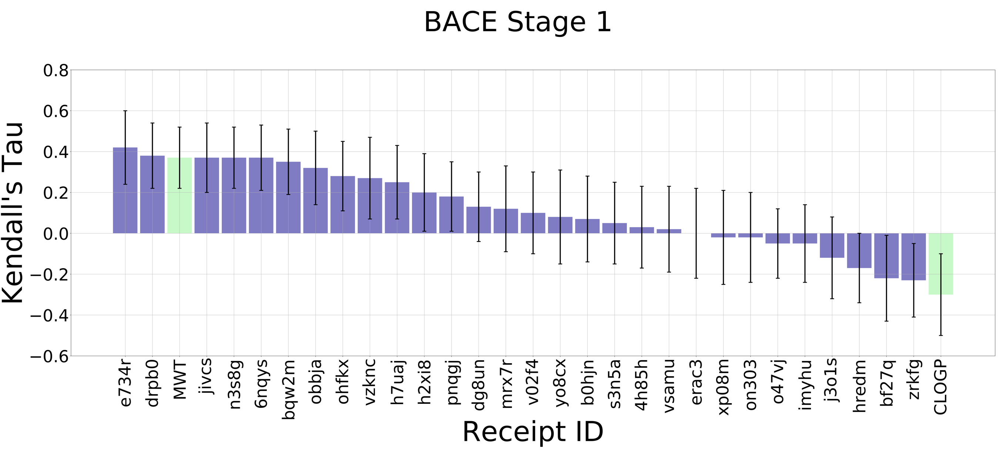 BACE Stage 1
Kendall's Tau
0.8
0.6
0.4
0.2
0.0
−0.2
−0.4
−0.6
e734r
drpb0
MWT
jivcs
n3s8g
6nqys
bqw2m
obbja
ohfkx
vzknc
h7uaj
h2xi8
pnqgj
dg8un
mrx7r
v02f4
yo8cx
b0hjn
s3n5a
4h85h
vsamu
erac3
xp08m
on303
o47vj
imyhu
j3o1s
hredm
bf27q
zrkfg
CLOGP
Receipt ID